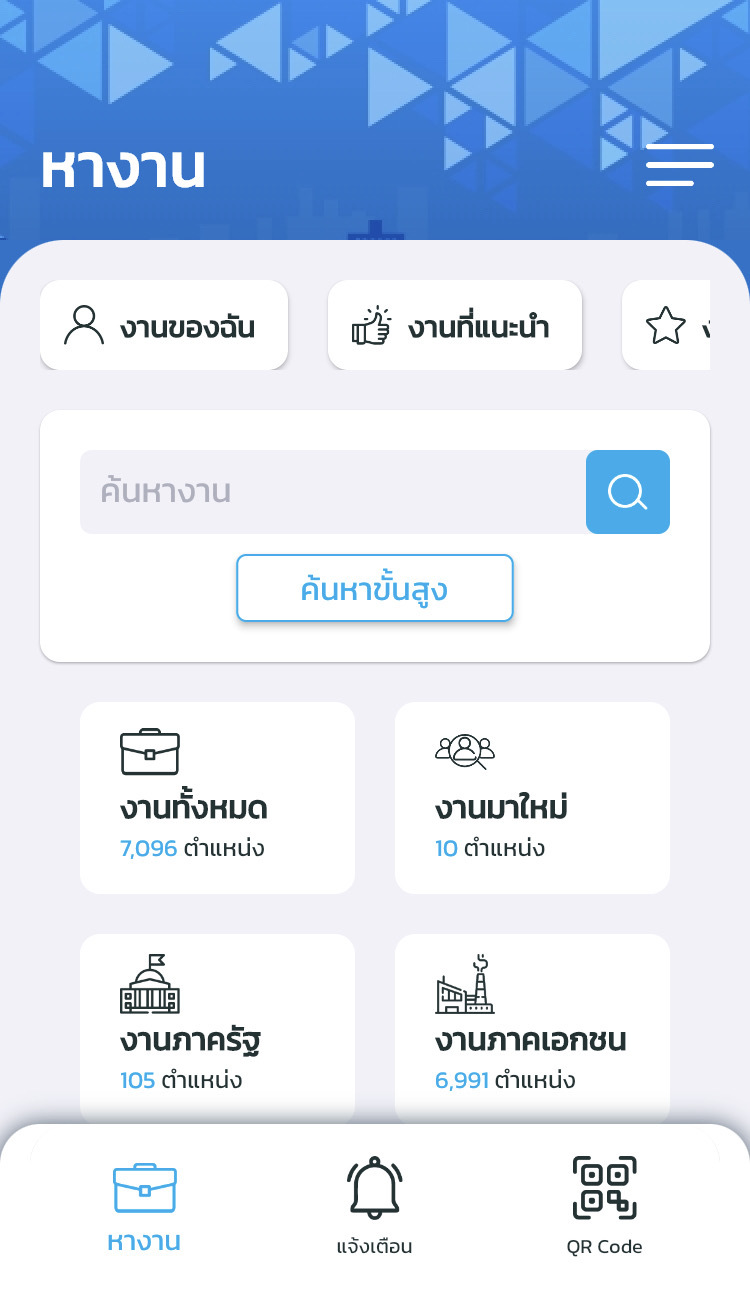 หางาน
งานของฉัน
งานที่แนะนำ
ค้นหางาน
ค้นหาขั้นสูง
งานทั้งหมด
7,096 ตำแหน่ง
งานมาใหม่
10 ตำแหน่ง
งานภาครัฐ
105 ตำแหน่ง
งานภาคเอกชน
6,991 ตำแหน่ง
หางาน
แจ้งเตือน
QR Code